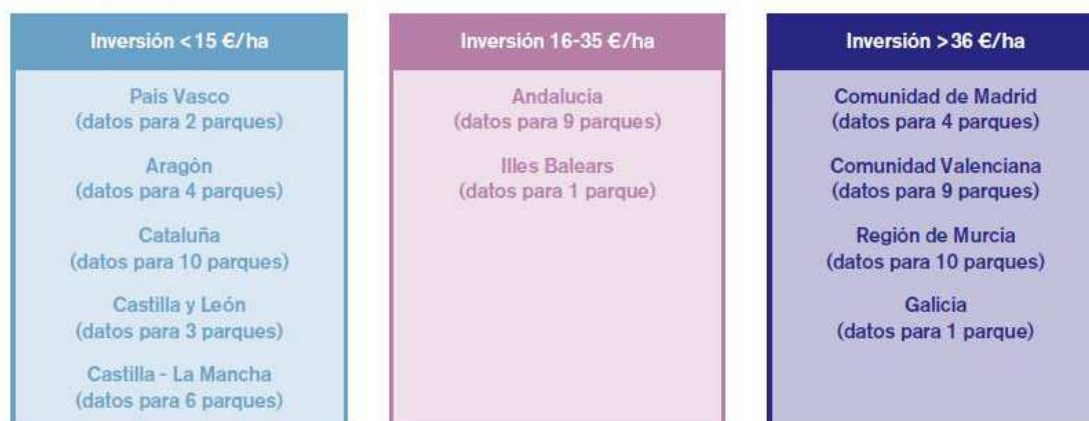 Inversión <15 €/ha
País Vasco
(datos para 2 parques)
Aragón
(datos para 4 parques)
Cataluña
(datos para 10 parques)
Castilla y León
(datos para 3 parques)
Castilla - La Mancha
(datos para 6 parques)
Inversión 16-35 €/ha
Andalucia
(datos para 9 parques)
Illes Balears
(datos para 1 parque)
Inversión >36 €/ha
Comunidad de Madrid
(datos para 4 parques)
Comunidad Valenciana
(datos para 9 parques)
Región de Murcia
(datos para 10 parques)
Galicia
(datos para 1 parque)